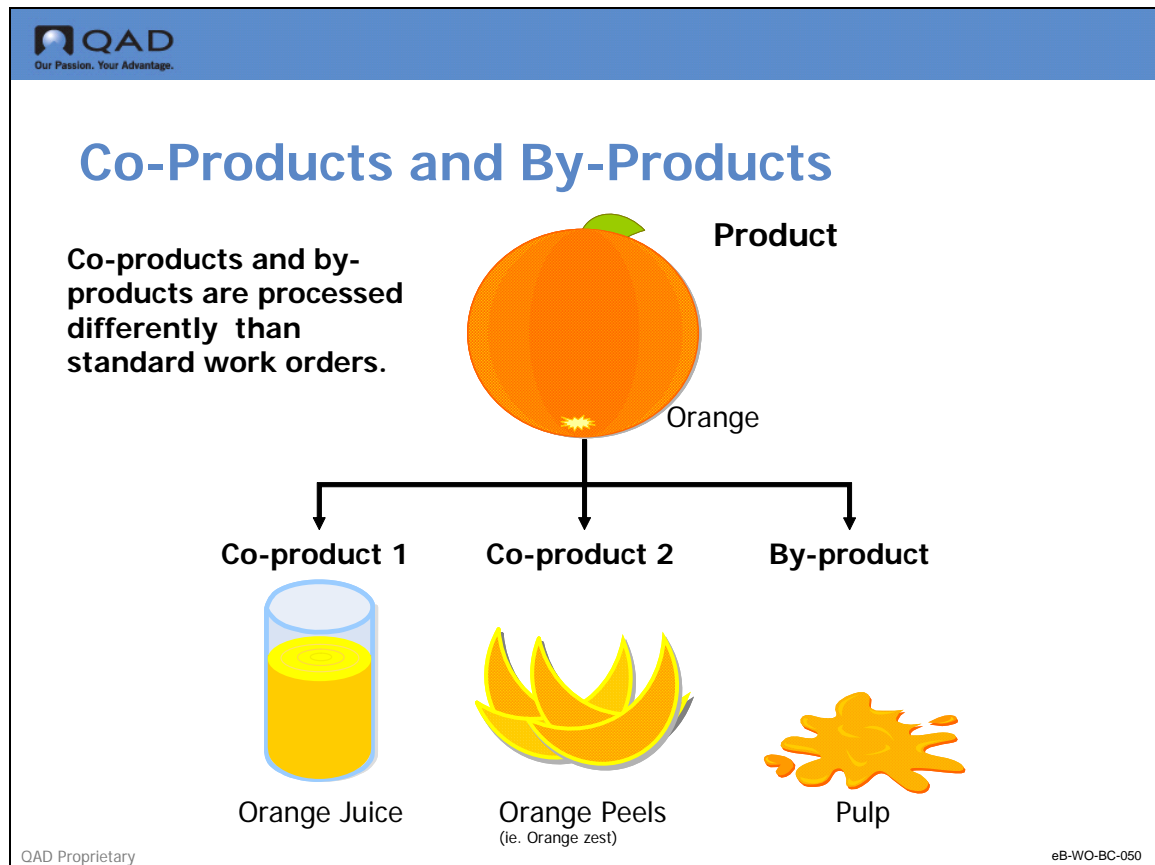 QAD
Our Passion. Your Advantage.
Co-Products and By-Products
Product
Co-products and by-
products are processed
differently than
standard work orders.
Orange
Co-product 1 Co-product 2 By-product
Orange Juice Orange Peels Pulp
(ie. Orange zest)
QAD Proprietary eB-WO-BC-050